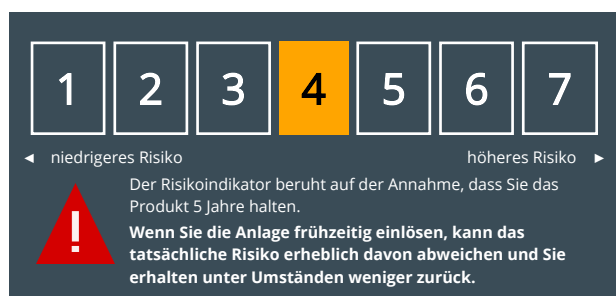 1 2 3 4 5 6 7
◄ niedrigeres Risiko höheres Risiko ►
Der Risikoindikator beruht auf der Annahme, dass Sie das
Produkt 5 Jahre halten.
Wenn Sie die Anlage frühzeitig einlösen, kann das
tatsächliche Risiko erheblich davon abweichen und Sie
erhalten unter Umständen weniger zurück.
!